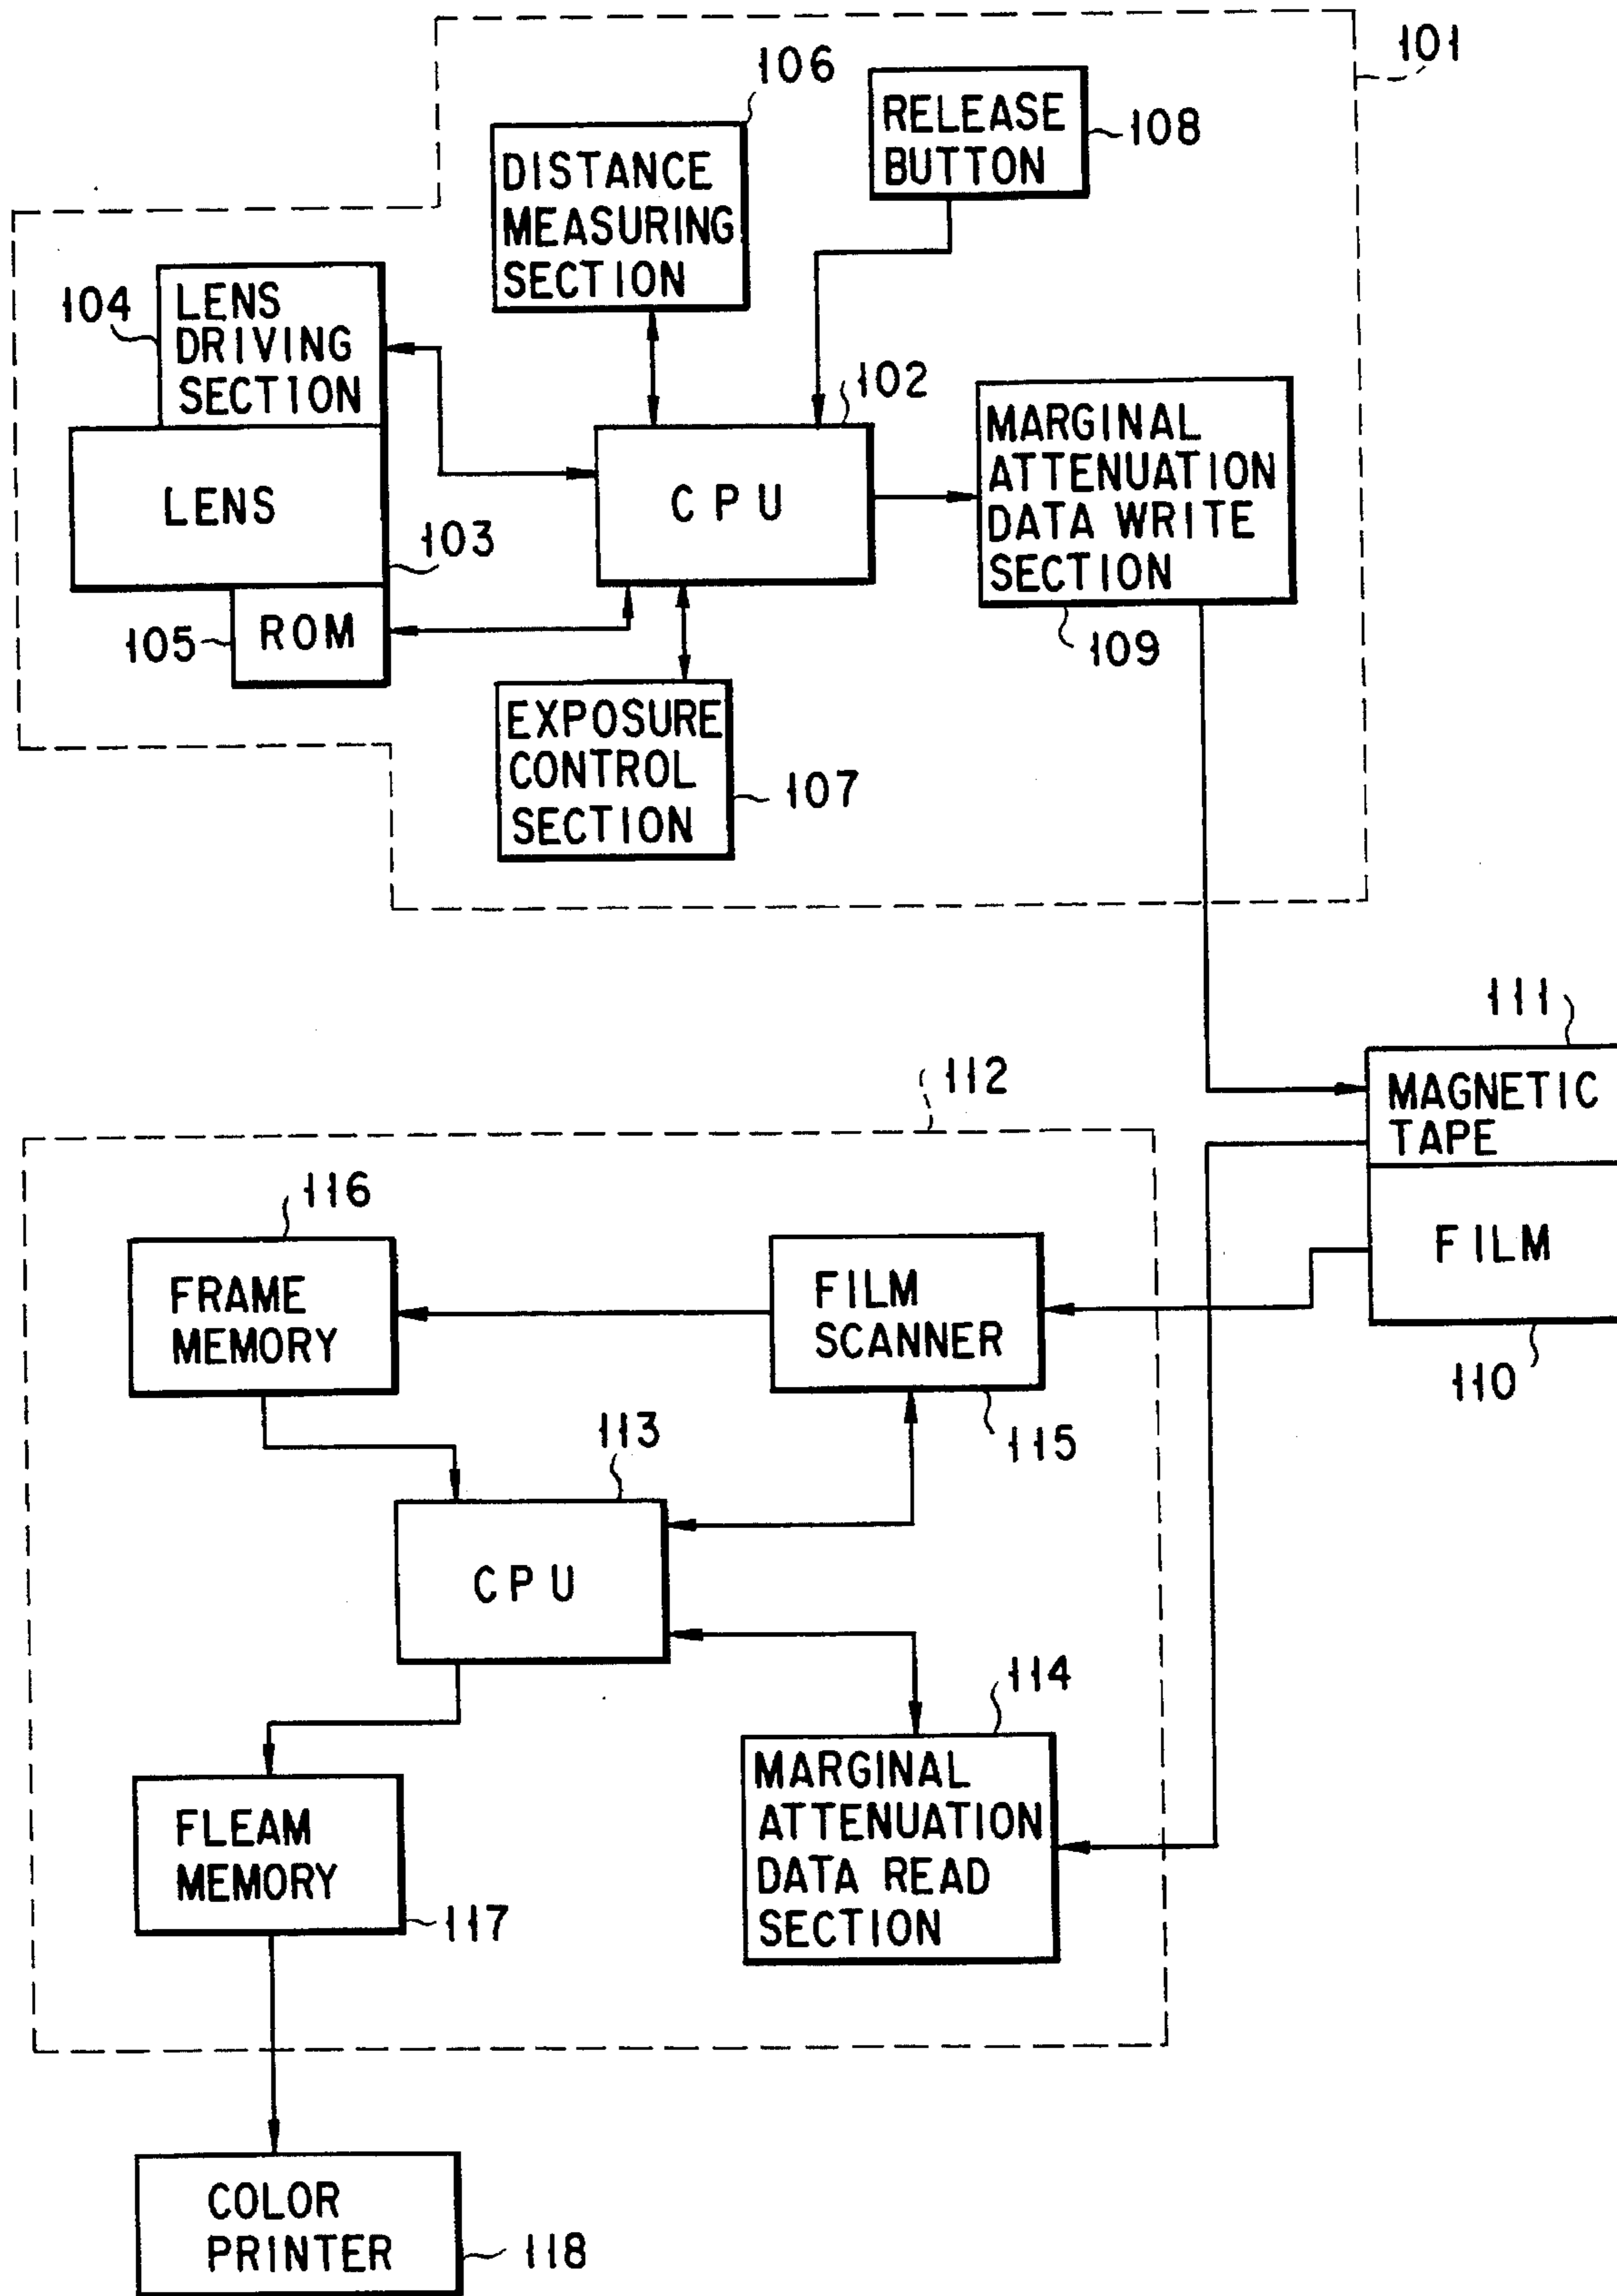 101
106
RELEASE
BUTTON
108
DISTANCE
MEASURING
SECTION
104
LENS
DRIVING
SECTION
102
MARGINAL
ATTENUATION
DATA WRITE
SECTION
CPU
LENS
103
105
ROM
109
EXPOSURE
CONTROL
SECTION
107
111
MAGNETIC
TAPE
112
116
FRAME
MEMORY
FILM
SCANNER
FILM
110
113
115
CPU
114
MARGINAL
ATTENUATION
DATA READ
SECTION
FLEAM
MEMORY
117
COLOR
PRINTER
118